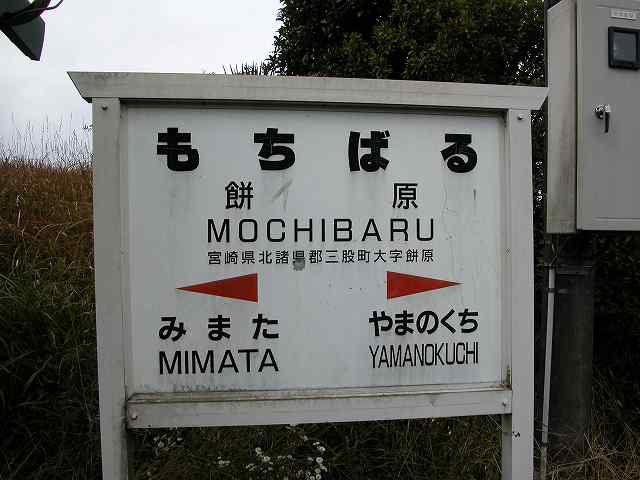 もちばる
餅原
MOCHIBARU
宮崎県北諸県郡三股町大字餅原
みまた やまのくち
MIMATA YAMANOKUCHI